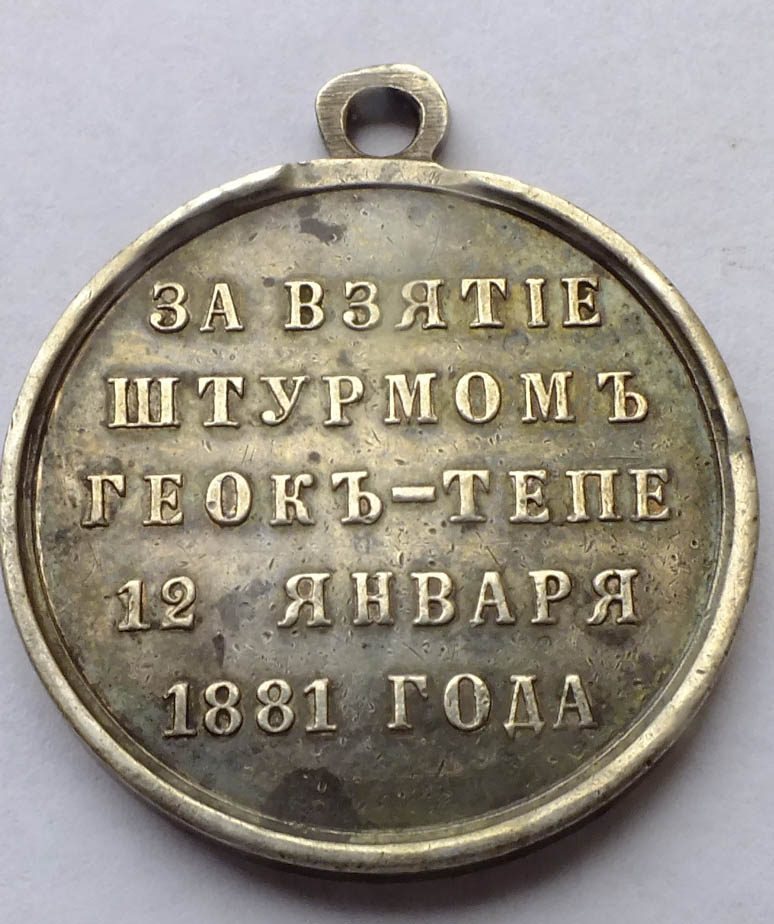 ЗА ВЗЯТІЕ
ШТУРМОМЪ
ГЕОКЪ-ТЕПЕ
12 ЯНВАРЯ
1881 ГОДА